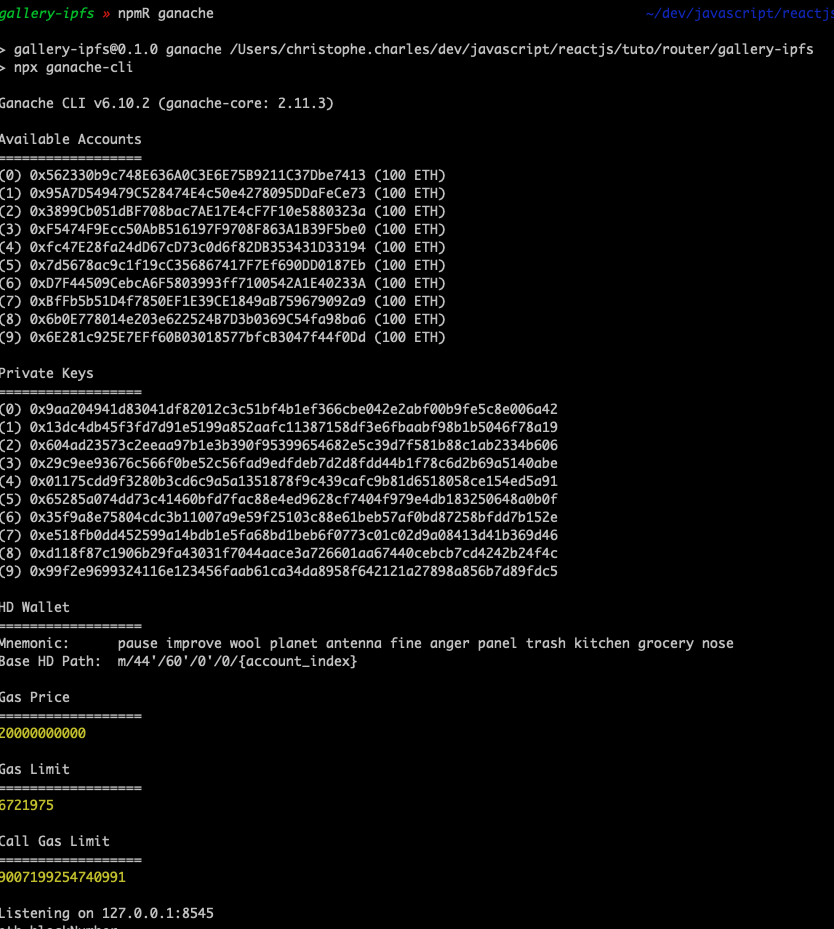 gallery-ipfs » npmR ganache ~/dev/javascript/reactjs
> gallery-ipfs@0.1.0 ganache /Users/christophe.charles/dev/javascript/reactjs/tuto/router/gallery-ipfs
> npx ganache-cli
Ganache CLI v6.10.2 (ganache-core: 2.11.3)
Available Accounts
==================
(0) 0x562330b9c748E636A0C3E6E75B9211C37Dbe7413 (100 ETH)
(1) 0x95A7D549479C528474E4c50e4278095DDaFeCe73 (100 ETH)
(2) 0x3899Cb051dBF708bac7AE17E4cF7F10e5880323a (100 ETH)
(3) 0xF5474F9Ecc50AbB516197F9708F863A1B39F5be0 (100 ETH)
(4) 0xfc47E28fa24dD67cD73c0d6f82DB353431D33194 (100 ETH)
(5) 0x7d5678ac9c1f19cC356867417F7Ef690DD0187Eb (100 ETH)
(6) 0xD7F44509CebcA6F5803993ff7100542A1E40233A (100 ETH)
(7) 0xBfFb5b51D4f7850EF1E39CE1849aB759679092a9 (100 ETH)
(8) 0x6b0E778014e203e622524B7D3b0369C54fa98ba6 (100 ETH)
(9) 0x6E281c925E7EFf60B03018577bfcB3047f44f0Dd (100 ETH)
Private Keys
==================
(0) 0x9aa204941d83041df82012c3c51bf4b1ef366cbe042e2abf00b9fe5c8e006a42
(1) 0x13dc4db45f3fd7d91e5199a852aafc11387158df3e6fbaabf98b1b5046f78a19
(2) 0x604ad23573c2eeaa97b1e3b390f95399654682e5c39d7f581b88c1ab2334b606
(3) 0x29c9ee93676c566f0be52c56fad9edfdeb7d2d8fdd44b1f78c6d2b69a5140abe
(4) 0x01175cdd9f3280b3cd6c9a5a1351878f9c439cafc9b81d6518058ce154ed5a91
(5) 0x65285a074dd73c41460bfd7fac88e4ed9628cf7404f979e4db183250648a0b0f
(6) 0x35f9a8e75804cdc3b11007a9e59f25103c88e61beb57af0bd87258bfdd7b152e
(7) 0xe518fb0dd452599a14bdb1e5fa68bd1beb6f0773c01c02d9a08413d41b369d46
(8) 0xd118f87c1906b29fa43031f7044aace3a726601aa67440cebcb7cd4242b24f4c
(9) 0x99f2e9699324116e123456faab61ca34da8958f642121a27898a856b7d89fdc5
HD Wallet
==================
Mnemonic: pause improve wool planet antenna fine anger panel trash kitchen grocery nose
Base HD Path: m/44'/60'/0'/0/{account_index}
Gas Price
==================
20000000000
Gas Limit
==================
6721975
Call Gas Limit
==================
9007199254740991
Listening on 127.0.0.1:8545
eth_blockNumber